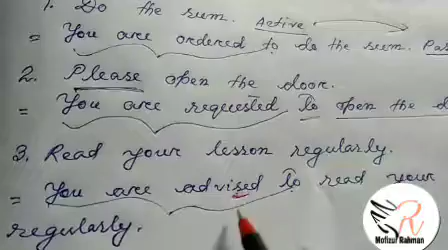 1. Do the sum. Active
= You are ordered to do the sum.
2. Please open the door.
= You are requested to open the
3. Read your lesson regularly.
= You are advised to read your
regularly.
Mofizur Rahman